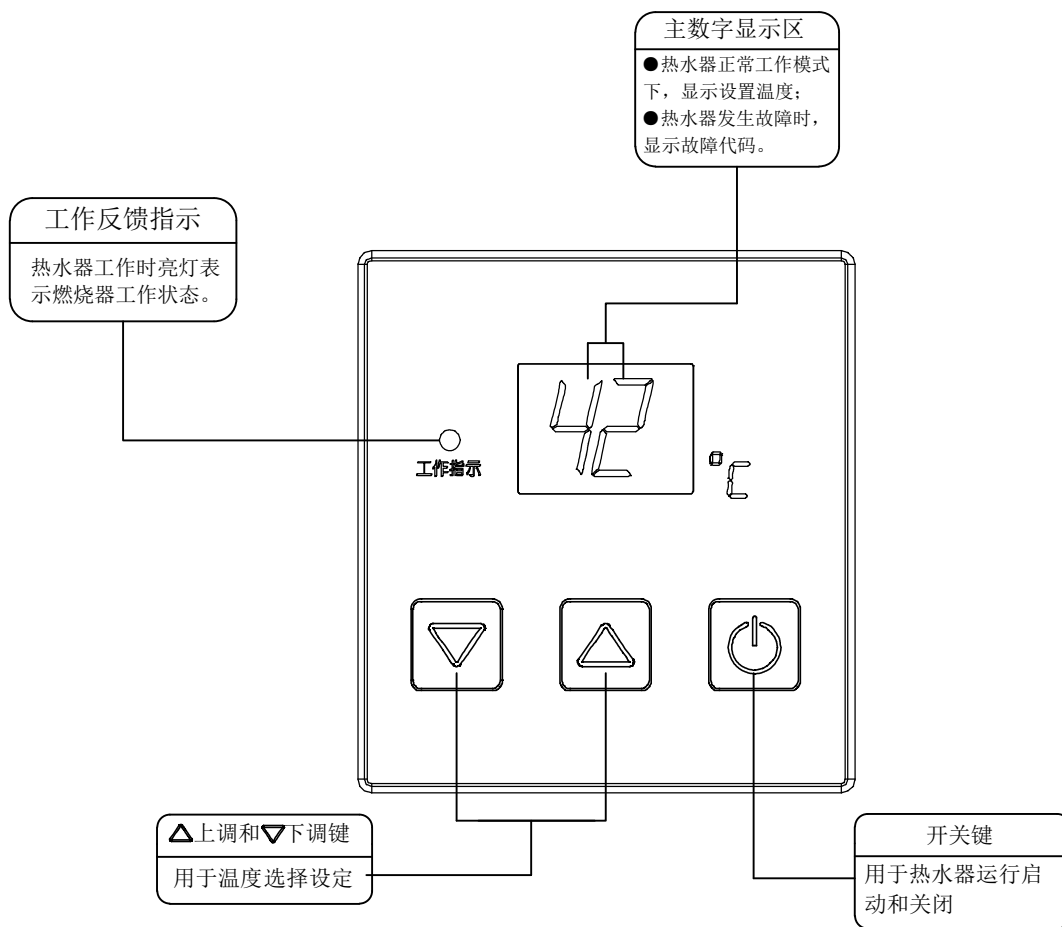 主数字显示区
●热水器正常工作模式
下，显示设置温度；
●热水器发生故障时，
显示故障代码。
工作反馈指示
热水器工作时亮灯表
示燃烧器工作状态。
42
℃
工作指示
△上调和▽下调键
用于温度选择设定
开关键
用于热水器运行启
动和关闭